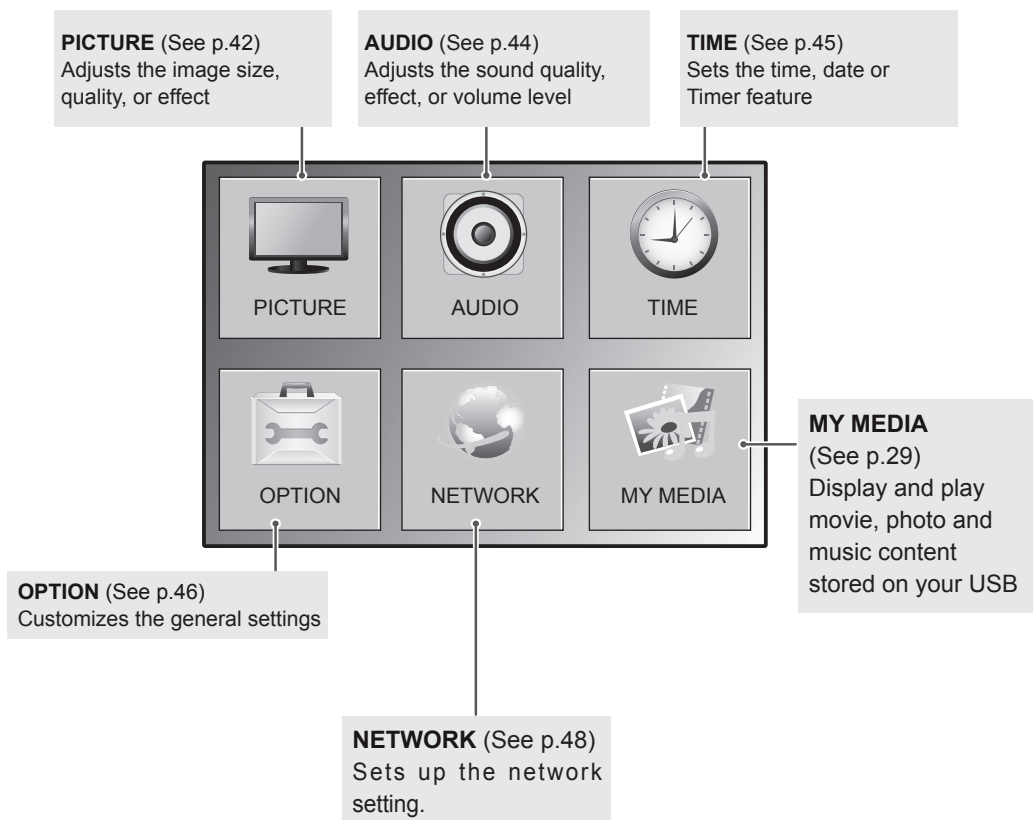 PICTURE (See p.42)
Adjusts the image size,
quality, or effect
AUDIO (See p.44)
Adjusts the sound quality,
effect, or volume level
TIME (See p.45)
Sets the time, date or
Timer feature
PICTURE
AUDIO
TIME
OPTION
NETWORK
MY MEDIA
MY MEDIA
(See p.29)
Display and play
movie, photo and
music content
stored on your USB
OPTION (See p.46)
Customizes the general settings
NETWORK (See p.48)
Sets up the network
setting.